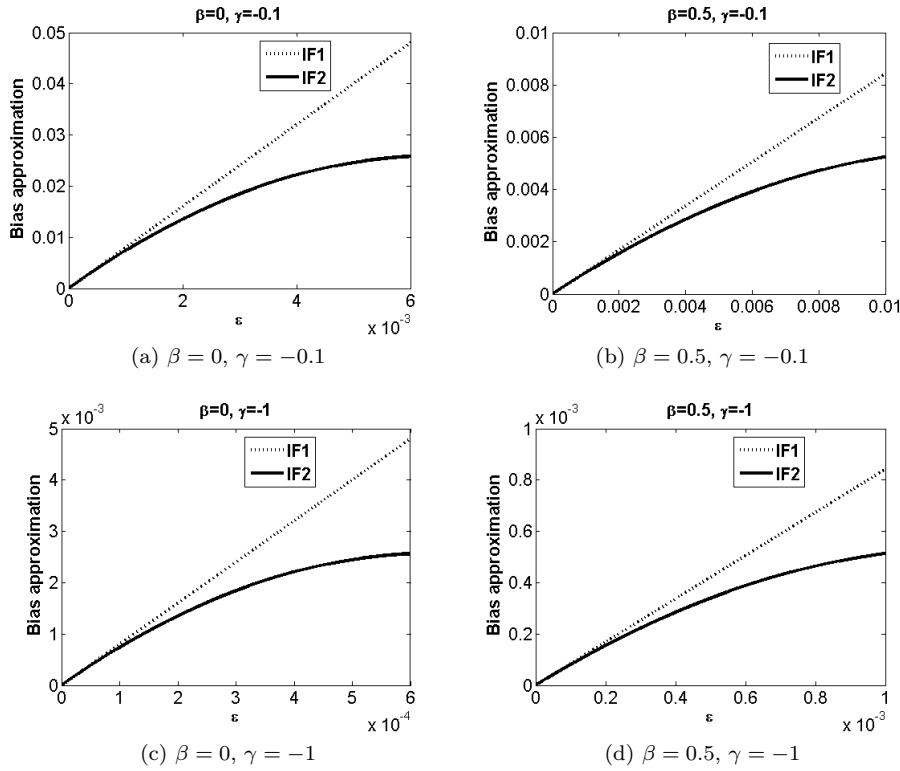 β=0, γ=-0.1
Bias approximation
0.05
0.04
0.03
0.02
0.01
0
IF1
IF2
0 2 4 6
x 10⁻³
ε
(a) β = 0, γ = −0.1
β=0.5, γ=-0.1
Bias approximation
0.01
0.008
0.006
0.004
0.002
0
IF1
IF2
0 0.002 0.004 0.006 0.008 0.01
ε
(b) β = 0.5, γ = −0.1
x 10⁻³
β=0, γ=-1
Bias approximation
5
4
3
2
1
0
IF1
IF2
0 1 2 3 4 5 6
x 10⁻⁴
ε
(c) β = 0, γ = −1
x 10⁻³
β=0.5, γ=-1
Bias approximation
1
0.8
0.6
0.4
0.2
0
IF1
IF2
0 0.2 0.4 0.6 0.8 1
x 10⁻³
ε
(d) β = 0.5, γ = −1